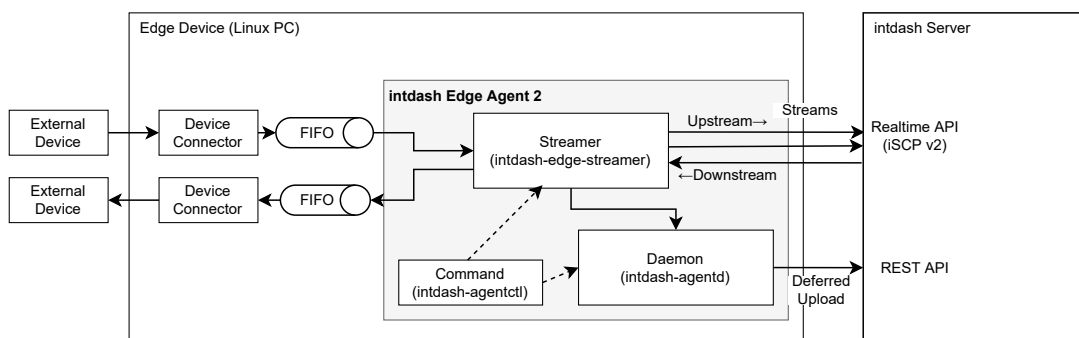 Edge Device (Linux PC)
intdash Server
intdash Edge Agent 2
External
Device
Device
Connector
FIFO
Streamer
(intdash-edge-streamer)
Upstream→
Streams
Realtime API
(iSCP v2)
←Downstream
External
Device
Device
Connector
FIFO
Command
(intdash-agentctl)
Daemon
(intdash-agentd)
Deferred
Upload
REST API